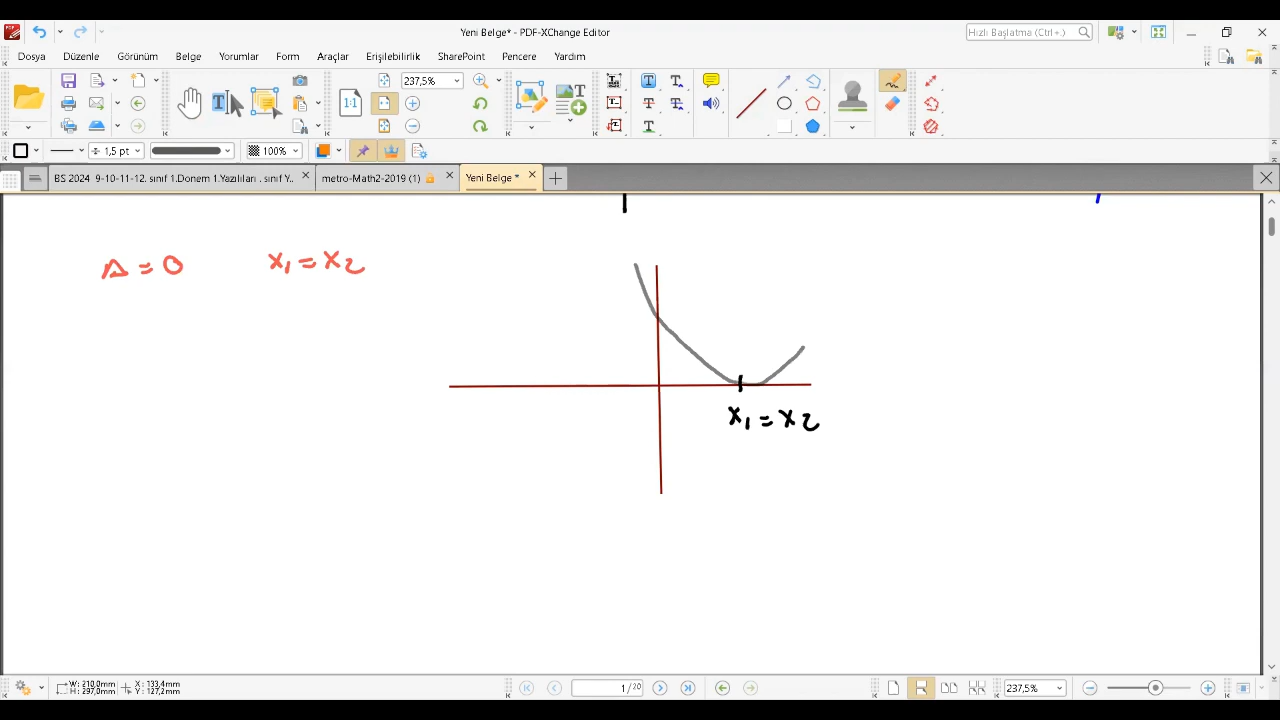 Yeni Belge* - PDF-XChange Editor
Hızlı Başlatma (Ctrl+.)
Dosya Düzenle Görünüm Belge Yorumlar Form Araçlar Erişilebilirlik SharePoint Pencere Yardım
237,5%
1,5 pt 100%
BS 2024 9-10-11-12. sınıf 1.Donem 1.Yazılıları . sınıf Y... metro-Math2-2019 (1) Yeni Belge *
Δ = 0 x₁ = x₂
x₁ = x₂
W: 210,0mm
H: 297,0mm
X: 133,4mm
Y: 127,2mm
1/20
237,5%